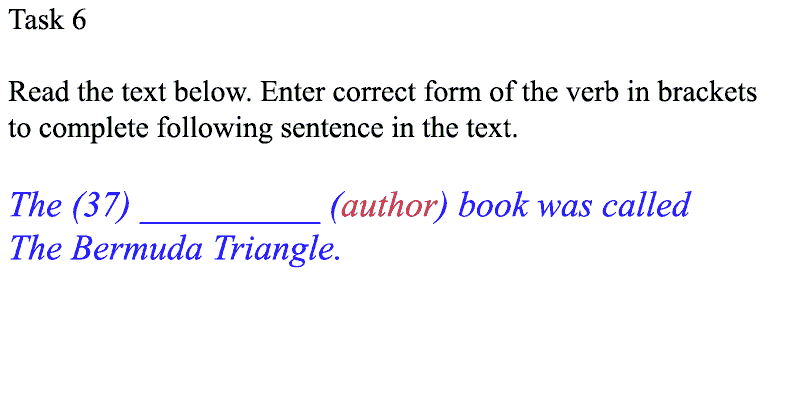 Task 6
Read the text below. Enter correct form of the verb in brackets
to complete following sentence in the text.
The (37) __________ (author) book was called
The Bermuda Triangle.